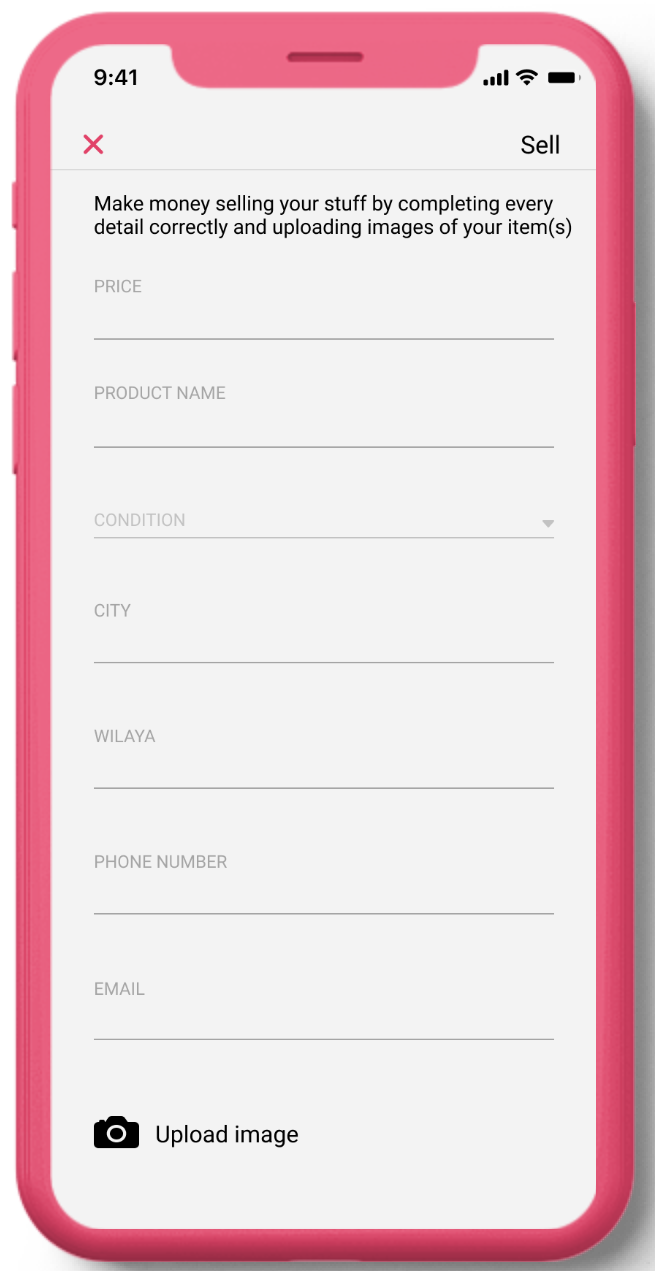 9:41
Sell
Make money selling your stuff by completing every
detail correctly and uploading images of your item(s)
PRICE
PRODUCT NAME
CONDITION
CITY
WILAYA
PHONE NUMBER
EMAIL
Upload image